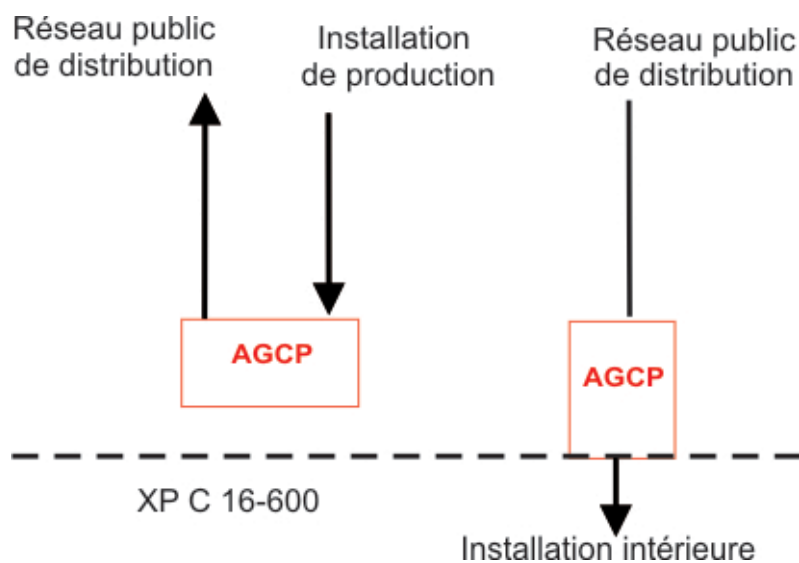 Réseau public
de distribution
Installation
de production
Réseau public
de distribution
AGCP
AGCP
XP C 16-600
Installation intérieure